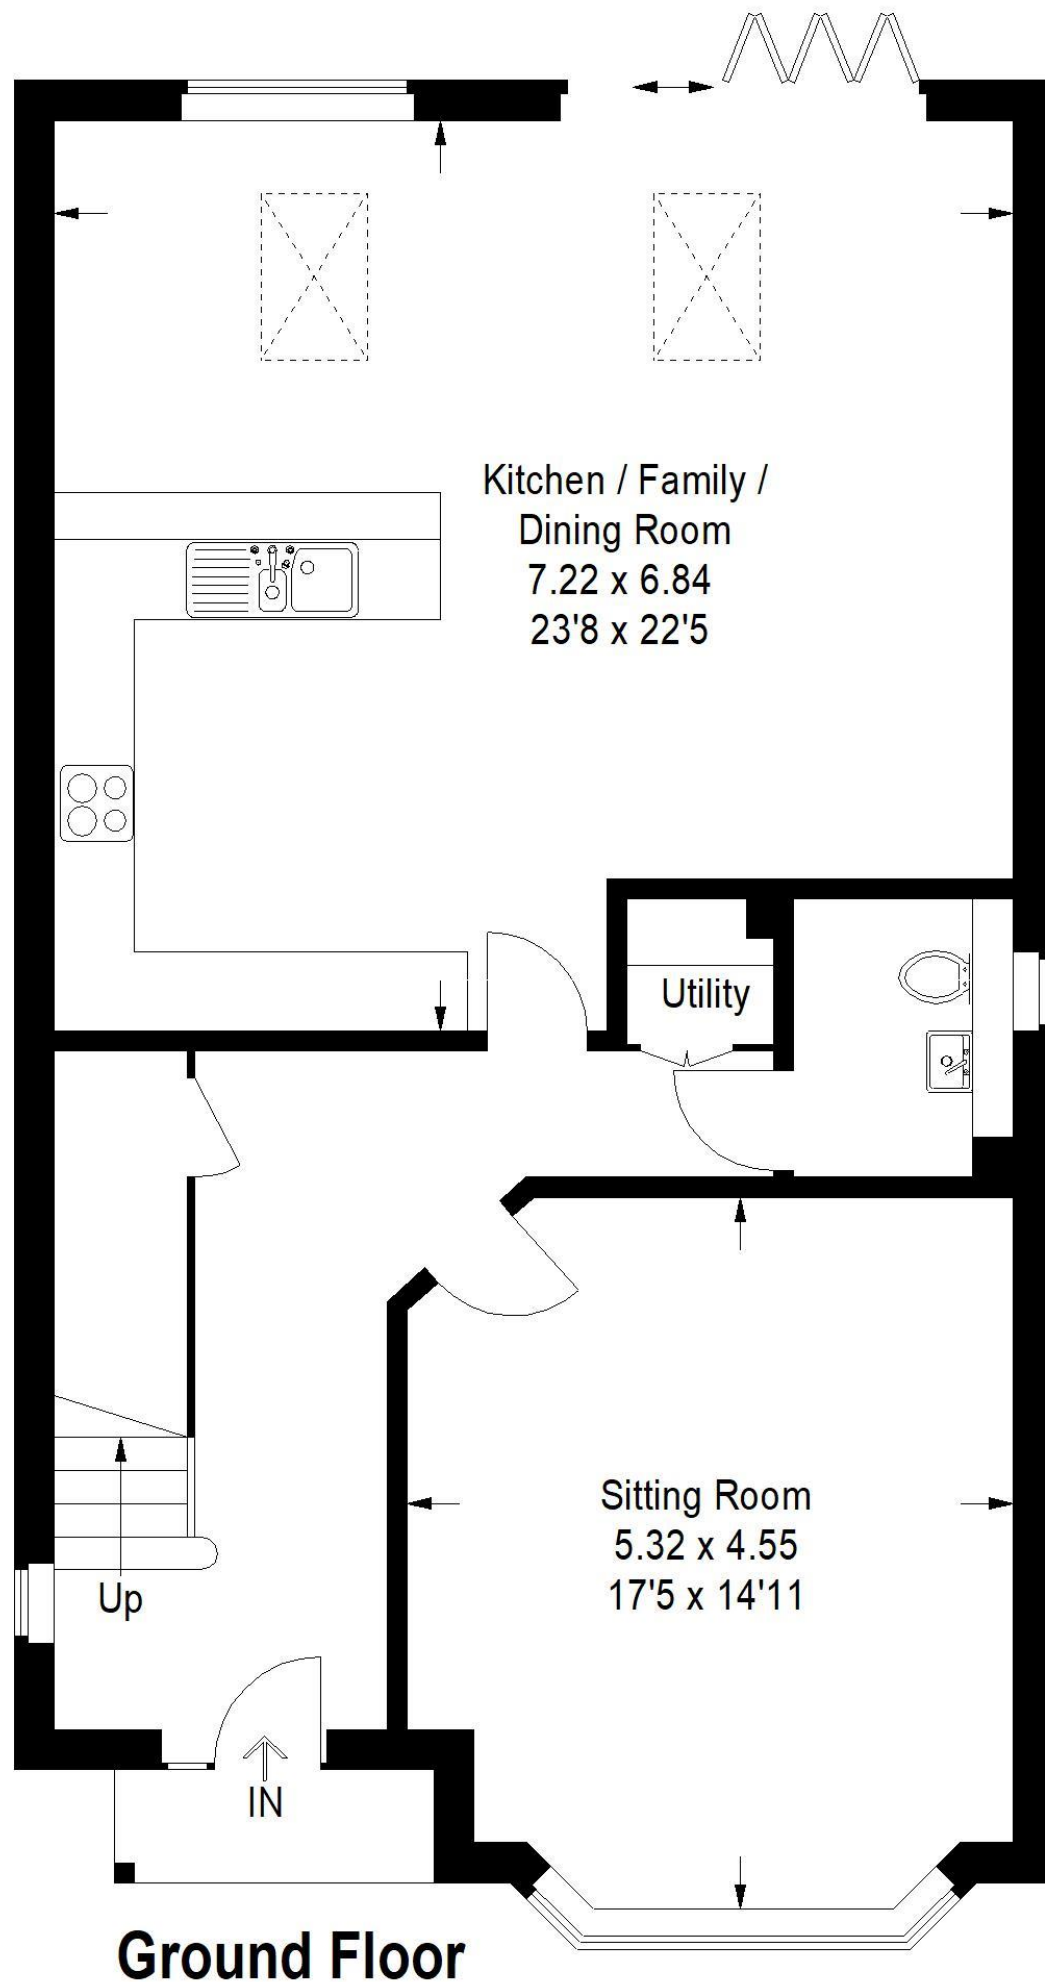 Kitchen / Family /
Dining Room
7.22 x 6.84
23'8 x 22'5
Utility
Sitting Room
5.32 x 4.55
17'5 x 14'11
Up
IN
Ground Floor